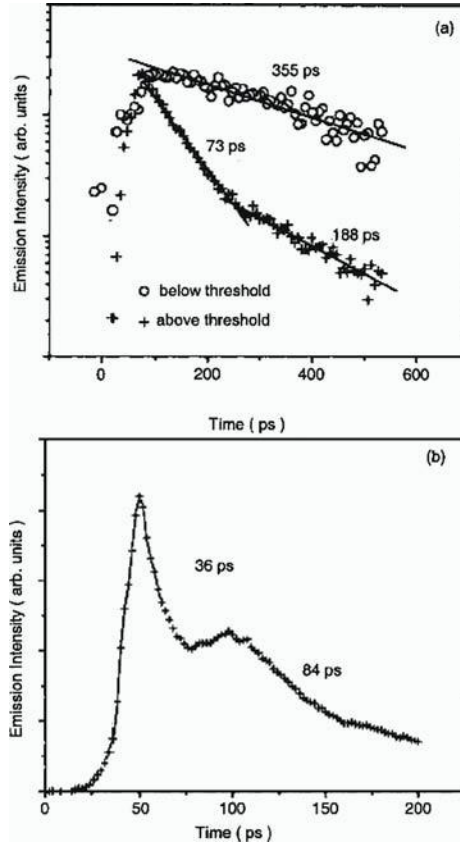 (a)
355 ps
73 ps
188 ps
below threshold
above threshold
Emission Intensity ( arb. units )
0 200 400 600
Time ( ps )
(b)
36 ps
84 ps
Emission Intensity ( arb. units )
0 50 100 150 200
Time ( ps )